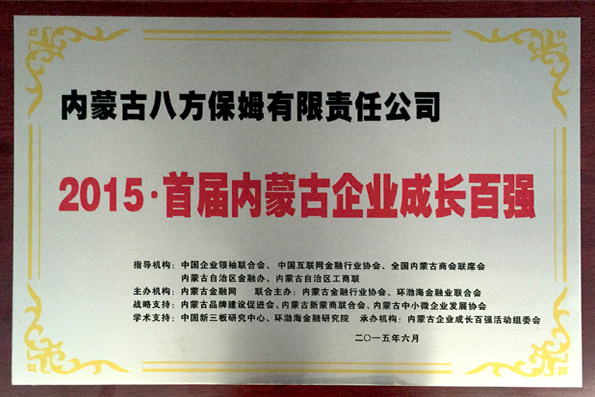 内蒙古八方保姆有限责任公司
2015·首届内蒙古企业成长百强
指导机构：中国企业领袖联合会、中国互联网金融行业协会、全国内蒙古商会联席会
内蒙古自治区金融办、内蒙古自治区工商联
主办机构：内蒙古金融网 联合主办：内蒙古金融行业协会、环渤海金融业联合会
战略支持：内蒙古品牌建设促进会、内蒙古新蒙商联合会、内蒙古中小微企业发展协会
学术支持：中国新三板研究中心、环渤海金融研究院 承办机构：内蒙古企业成长百强活动组委会
二〇一五年六月